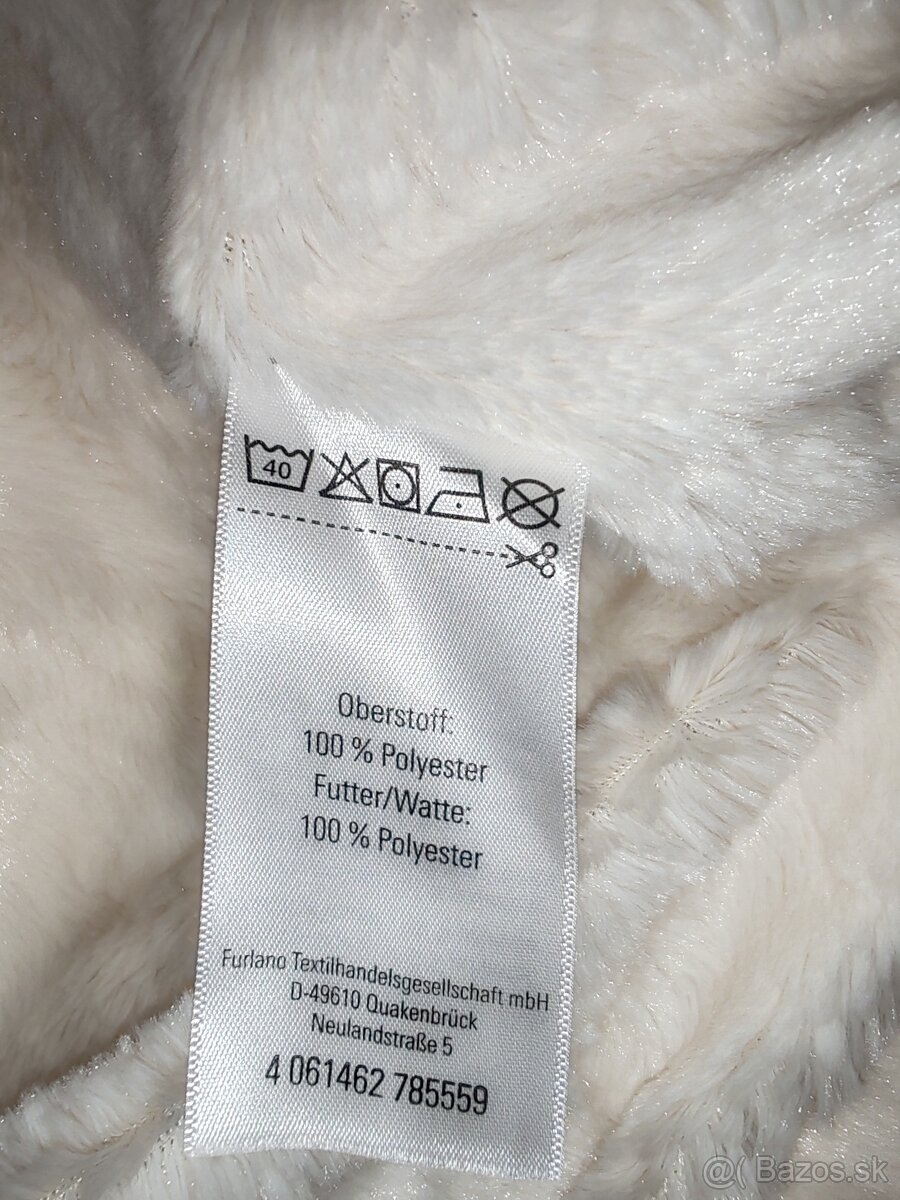 40
Oberstoff:
100 % Polyester
Futter/Watte:
100 % Polyester
Furlano Textilhandelsgesellschaft mbH
D-49610 Quakenbrück
Neulandstraße 5
4 061462 785559
@( Bazos.sk